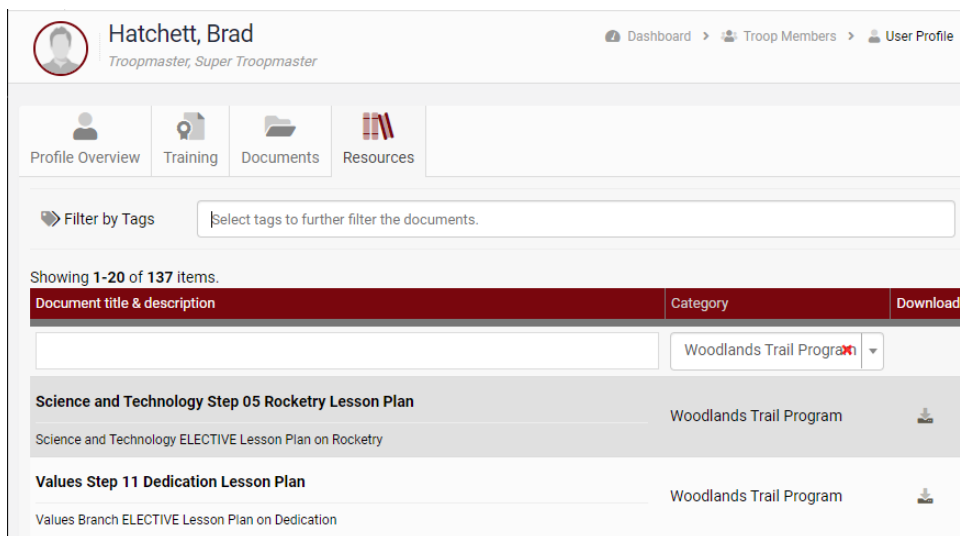 Hatchett, Brad
Troopmaster, Super Troopmaster
Dashboard > Troop Members > User Profile
Profile Overview Training Documents Resources
Filter by Tags Select tags to further filter the documents.
Showing 1-20 of 137 items.
Document title & description Category Download
Woodlands Trail Program
Science and Technology Step 05 Rocketry Lesson Plan
Woodlands Trail Program
Science and Technology ELECTIVE Lesson Plan on Rocketry
Values Step 11 Dedication Lesson Plan
Woodlands Trail Program
Values Branch ELECTIVE Lesson Plan on Dedication